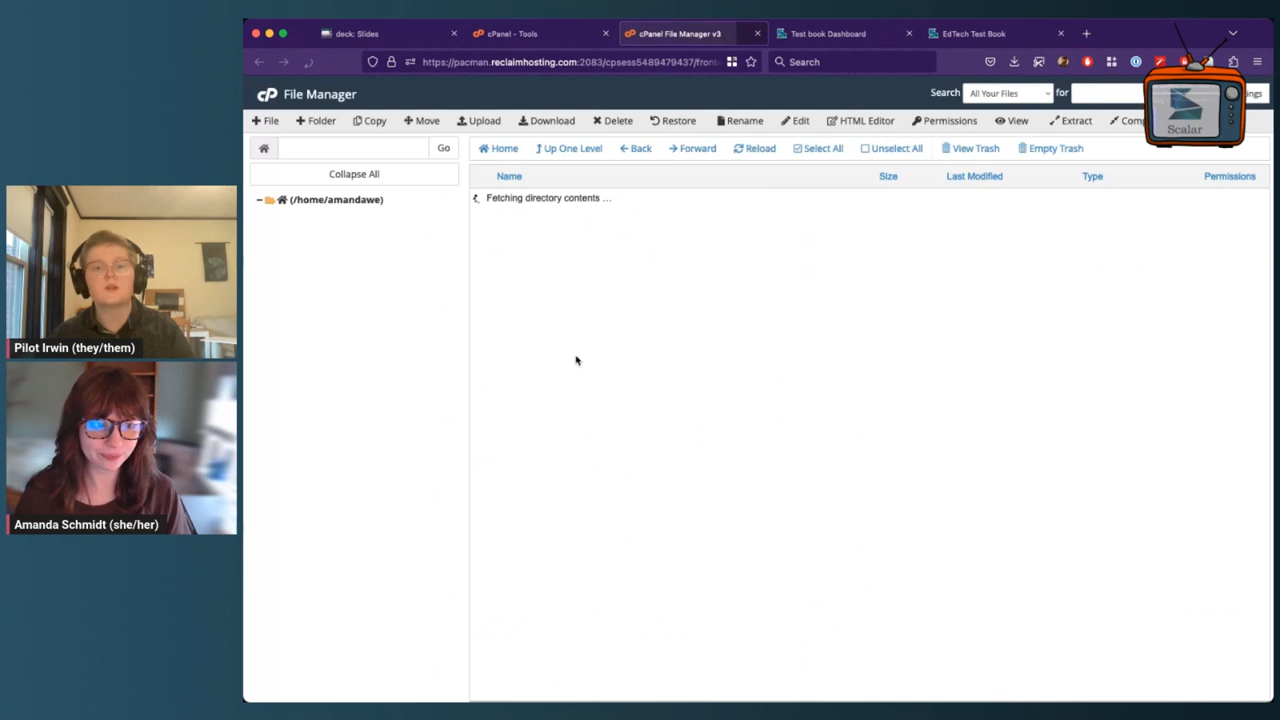 deck: Slides
cPanel - Tools
cPanel File Manager v3
Test book Dashboard
EdTech Test Book
https://pacman.reclaimhosting.com:2083/cpsess5489479437/front
Search
cP File Manager
Search All Your Files for
File Folder Copy Move Upload Download Delete Restore Rename Edit HTML Editor Permissions View Extract
Scalar
Go
Home Up One Level Back Forward Reload Select All Unselect All View Trash Empty Trash
Collapse All
Name Size Last Modified Type Permissions
(/home/amandawe)
Fetching directory contents ...
Pilot Irwin (they/them)
Amanda Schmidt (she/her)